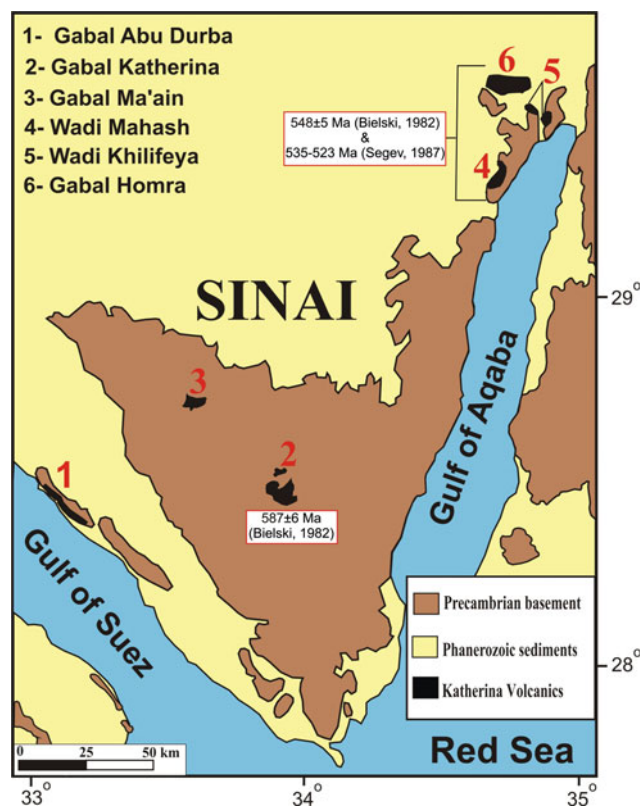 1- Gabal Abu Durba
2- Gabal Katherina
3- Gabal Ma'ain
4- Wadi Mahash
5- Wadi Khilifeya
6- Gabal Homra
6
5
548±5 Ma (Bielski, 1982)
&
535-523 Ma (Segev, 1987)
4
29°
SINAI
Gulf of Aqaba
3
1
2
587±6 Ma
(Bielski, 1982)
Gulf of Suez
Precambrian basement
Phanerozoic sediments
Katherina Volcanics
28°
0 25 50 km
Red Sea
33 34 35°